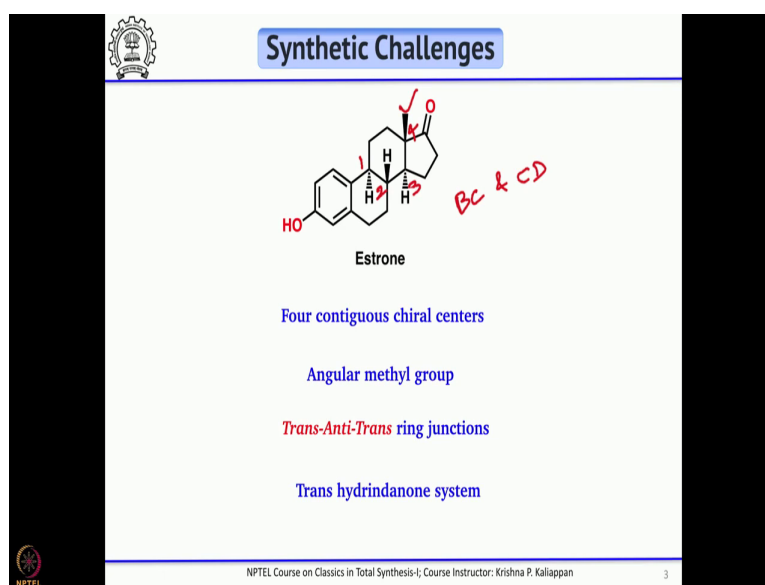 Synthetic Challenges
O
4
1
H
H
2
H
3
BC & CD
HO
Estrone
Four contiguous chiral centers
Angular methyl group
Trans-Anti-Trans ring junctions
Trans hydrindanone system
NPTEL Course on Classics in Total Synthesis-I; Course Instructor: Krishna P. Kaliappan
3
NPTEL